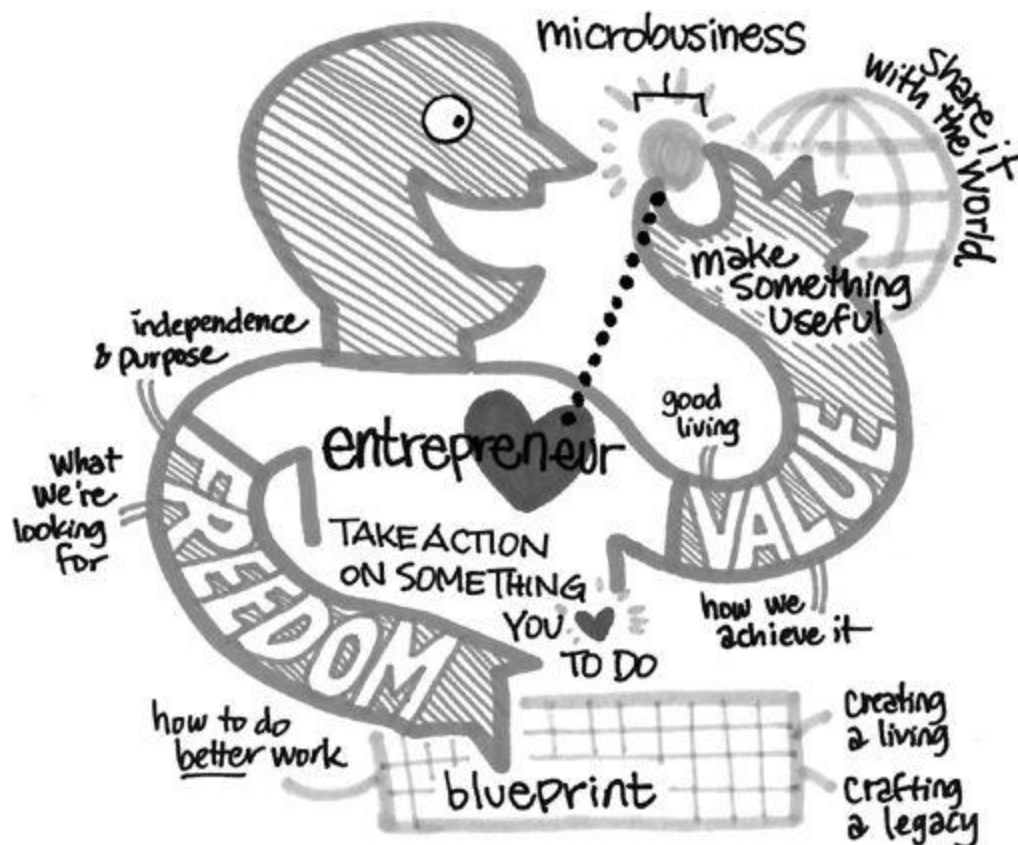 microbusiness
share it
with the world
make
something
useful
independence
& purpose
good
living
entrepreneur
VALUE
what
we're
looking
for
FREEDOM
TAKE ACTION
ON SOMETHING
YOU ♥
TO DO
how we
achieve it
how to do
better work
blueprint
creating
a living
crafting
a legacy